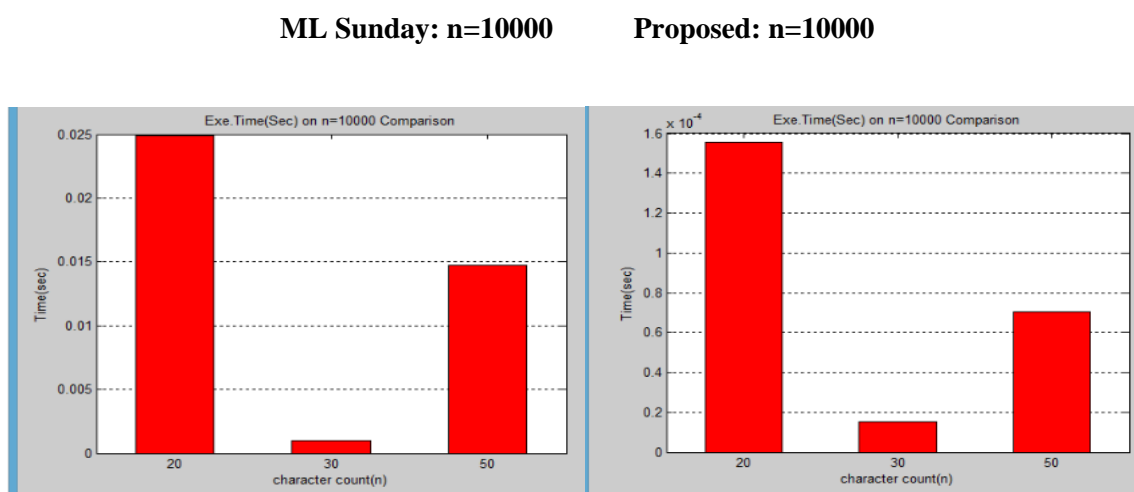 ML Sunday: n=10000 Proposed: n=10000
Exe.Time(Sec) on n=10000 Comparison
0.025
0.02
0.015
0.01
0.005
0
Time(sec)
20 30 50
character count(n)
Exe.Time(Sec) on n=10000 Comparison
x 10⁻⁴
1.6
1.4
1.2
1
0.8
0.6
0.4
0.2
0
Time(sec)
20 30 50
character count(n)